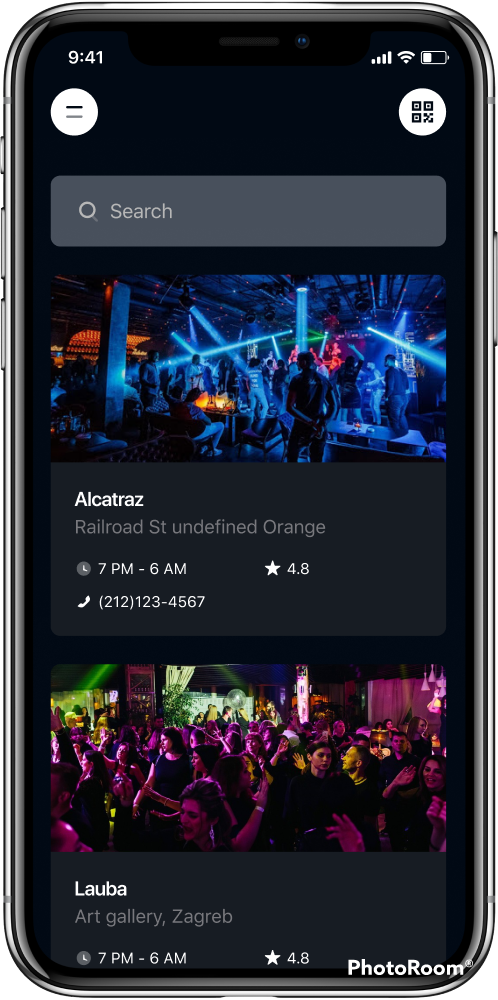 9:41
Search
Alcatraz
Railroad St undefined Orange
7 PM - 6 AM
4.8
(212)123-4567
Lauba
Art gallery, Zagreb
7 PM - 6 AM
4.8
PhotoRoom®